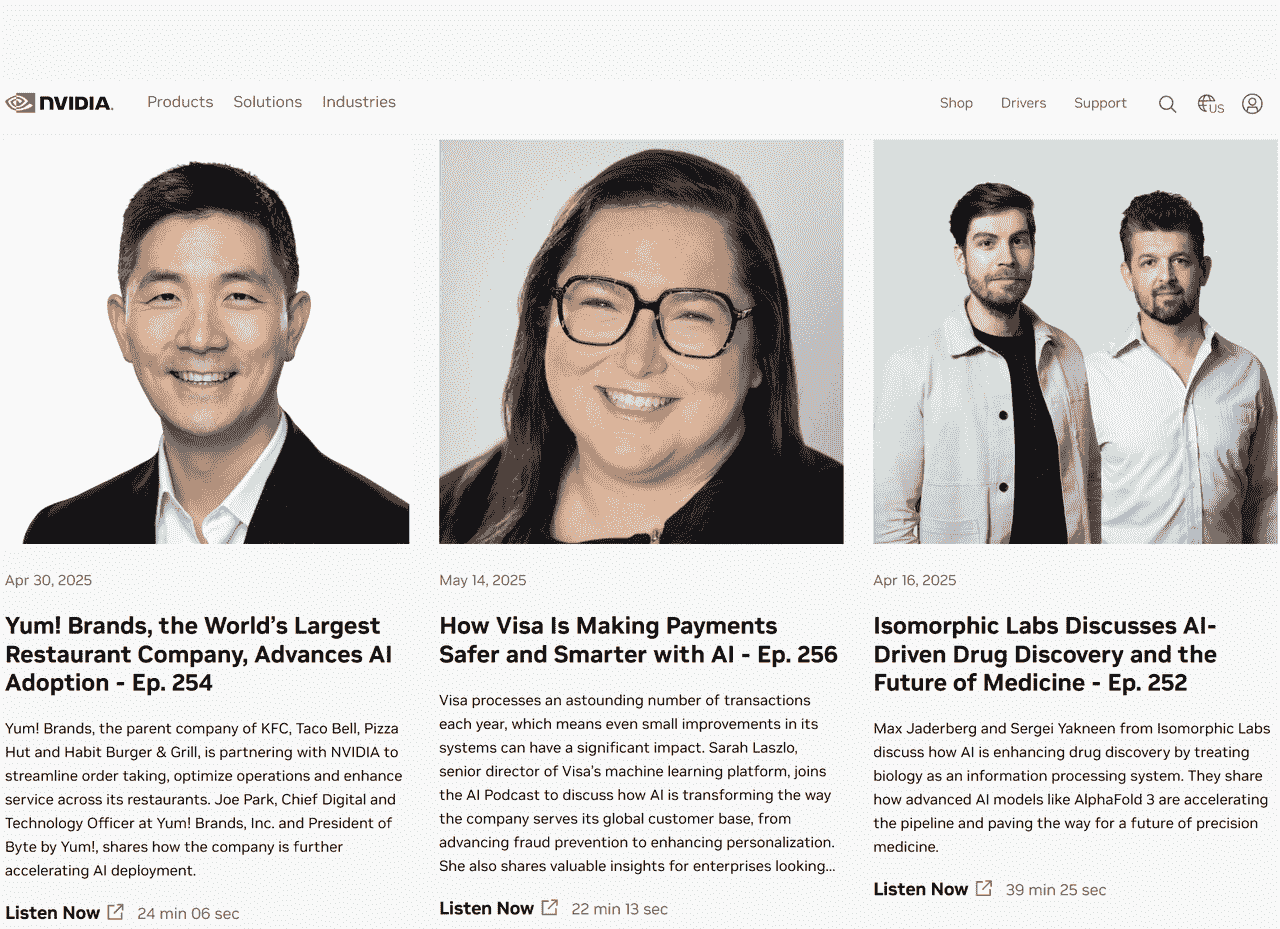 NVIDIA.
Products Solutions Industries
Shop Drivers Support US
Apr 30, 2025
Yum! Brands, the World’s Largest
Restaurant Company, Advances AI
Adoption - Ep. 254
Yum! Brands, the parent company of KFC, Taco Bell, Pizza
Hut and Habit Burger & Grill, is partnering with NVIDIA to
streamline order taking, optimize operations and enhance
service across its restaurants. Joe Park, Chief Digital and
Technology Officer at Yum! Brands, Inc. and President of
Byte by Yum!, shares how the company is further
accelerating AI deployment.
Listen Now 24 min 06 sec
May 14, 2025
How Visa Is Making Payments
Safer and Smarter with AI - Ep. 256
Visa processes an astounding number of transactions
each year, which means even small improvements in its
systems can have a significant impact. Sarah Laszlo,
senior director of Visa’s machine learning platform, joins
the AI Podcast to discuss how AI is transforming the way
the company serves its global customer base, from
advancing fraud prevention to enhancing personalization.
She also shares valuable insights for enterprises looking...
Listen Now 22 min 13 sec
Apr 16, 2025
Isomorphic Labs Discusses AI-
Driven Drug Discovery and the
Future of Medicine - Ep. 252
Max Jaderberg and Sergei Yakneen from Isomorphic Labs
discuss how AI is enhancing drug discovery by treating
biology as an information processing system. They share
how advanced AI models like AlphaFold 3 are accelerating
the pipeline and paving the way for a future of precision
medicine.
Listen Now 39 min 25 sec